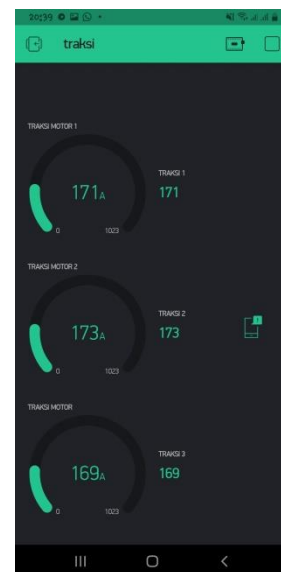 20:39
traksi
TRAKSI MOTOR 1
171A
0 1023
TRAKSI 1
171
TRAKSI MOTOR 2
173A
0 1023
TRAKSI 2
173
1
TRAKSI MOTOR
169A
0 1023
TRAKSI 3
169